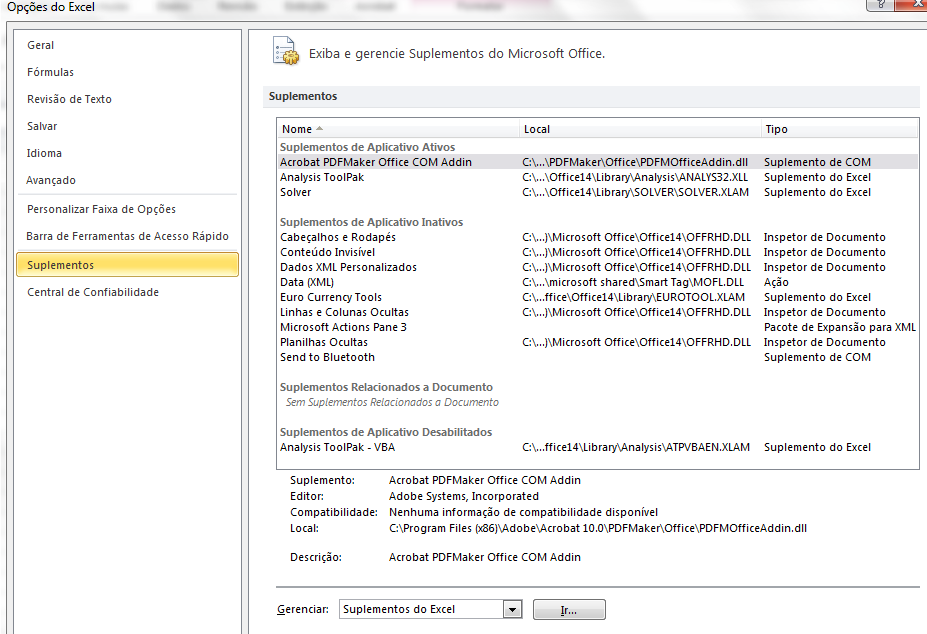 Opções do Excel
Geral
Fórmulas
Revisão de Texto
Salvar
Idioma
Avançado
Personalizar Faixa de Opções
Barra de Ferramentas de Acesso Rápido
Suplementos
Central de Confiabilidade
Exiba e gerencie Suplementos do Microsoft Office.
Suplementos
Nome Local Tipo
Suplementos de Aplicativo Ativos
Acrobat PDFMaker Office COM Addin C:\...\PDFMaker\Office\PDFMOfficeAddin.dll Suplemento de COM
Analysis ToolPak C:\...\Office14\Library\Analysis\ANALYS32.XLL Suplemento do Excel
Solver C:\...\Office14\Library\SOLVER\SOLVER.XLAM Suplemento do Excel
Suplementos de Aplicativo Inativos
Cabeçalhos e Rodapés C:\...)\Microsoft Office\Office14\OFFRHD.DLL Inspetor de Documento
Conteúdo Invisível C:\...)\Microsoft Office\Office14\OFFRHD.DLL Inspetor de Documento
Dados XML Personalizados C:\...)\Microsoft Office\Office14\OFFRHD.DLL Inspetor de Documento
Data (XML) C:\...\microsoft shared\Smart Tag\MOFL.DLL Ação
Euro Currency Tools C:\...ffice\Office14\Library\EUROTOOL.XLAM Suplemento do Excel
Linhas e Colunas Ocultas C:\...)\Microsoft Office\Office14\OFFRHD.DLL Inspetor de Documento
Microsoft Actions Pane 3 Pacote de Expansão para XML
Planilhas Ocultas C:\...)\Microsoft Office\Office14\OFFRHD.DLL Inspetor de Documento
Send to Bluetooth Suplemento de COM
Suplementos Relacionados a Documento
Sem Suplementos Relacionados a Documento
Suplementos de Aplicativo Desabilitados
Analysis ToolPak - VBA C:\...ffice14\Library\Analysis\ATPVBAEN.XLAM Suplemento do Excel
Suplemento: Acrobat PDFMaker Office COM Addin
Editor: Adobe Systems, Incorporated
Compatibilidade: Nenhuma informação de compatibilidade disponível
Local: C:\Program Files (x86)\Adobe\Acrobat 10.0\PDFMaker\Office\PDFMOfficeAddin.dll
Descrição: Acrobat PDFMaker Office COM Addin
Gerenciar: Suplementos do Excel Ir...